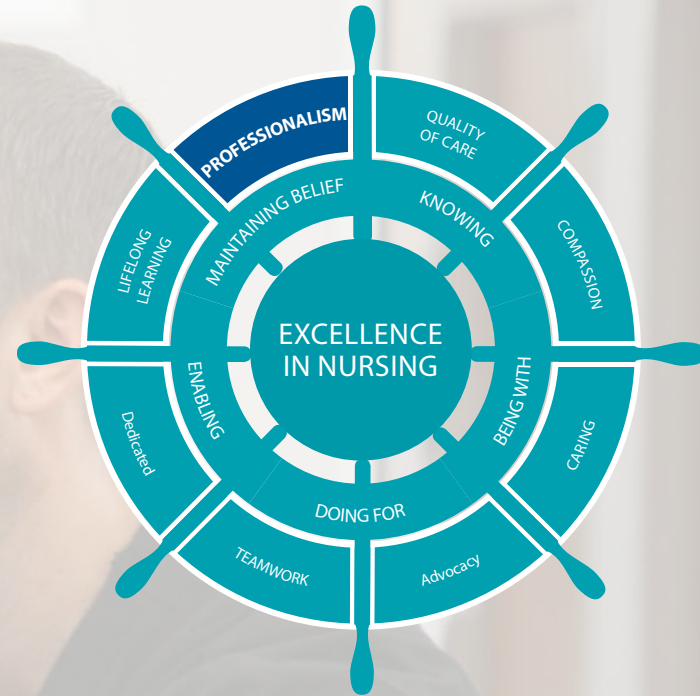 PROFESSIONALISM
QUALITY
OF CARE
COMPASSION
CARING
Advocacy
TEAMWORK
Dedicated
LIFELONG
LEARNING
MAINTAINING BELIEF
KNOWING
BEING WITH
DOING FOR
ENABLING
EXCELLENCE
IN NURSING